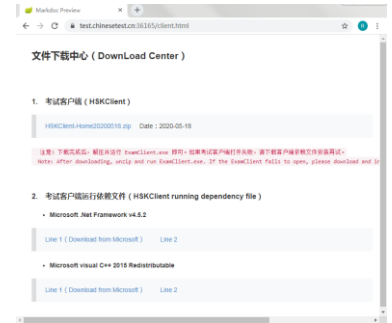 Markdoc Preview
test.chinesetest.cn:36165/client.html
文件下载中心（DownLoad Center）
1. 考试客户端（HSKClient）
HSKClient-Home20200516.zip Date：2020-05-18
注意：下载完成后，解压并运行 ExamClient.exe 即可。如果考试客户端打开失败，请下载客户端依赖文件安装再试。
Note: After downloading, unzip and run ExamClient.exe. If the ExamClient fails to open, please download and in
2. 考试客户端运行依赖文件（HSKClient running dependency file）
• Microsoft .Net Framework v4.5.2
Line 1（Download from Microsoft） Line 2
• Microsoft visual C++ 2015 Redistributable
Line 1（Download from Microsoft） Line 2